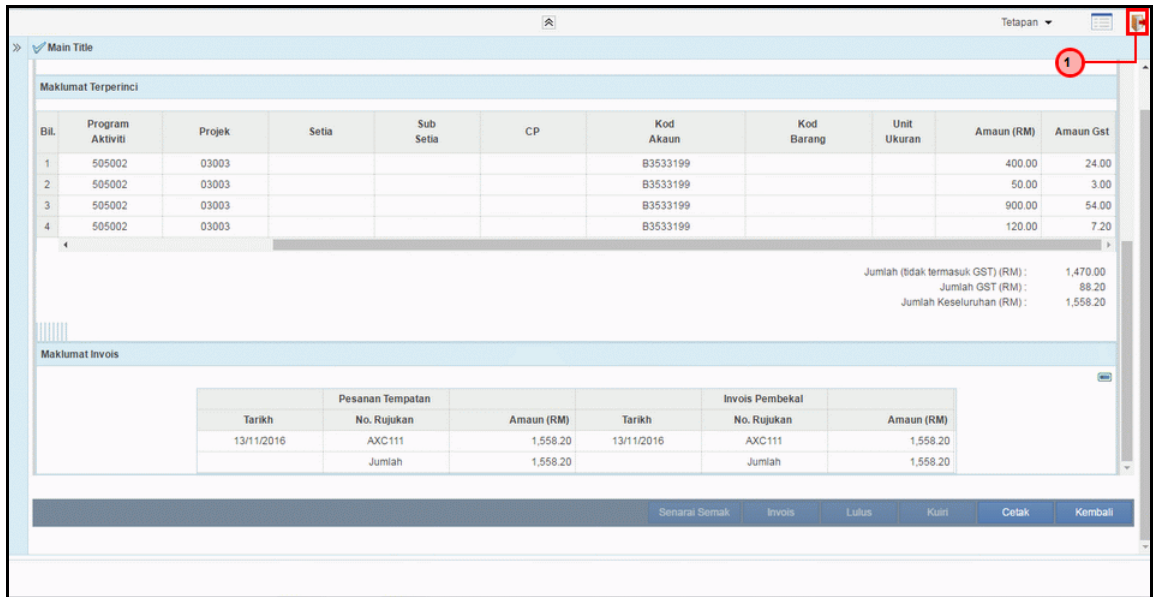 Tetapan
1
Main Title
Maklumat Terperinci
Bil. Program Aktiviti Projek Setia Sub Setia CP Kod Akaun Kod Barang Unit Ukuran Amaun (RM) Amaun Gst
1 505002 03003 B3533199 400.00 24.00
2 505002 03003 B3533199 50.00 3.00
3 505002 03003 B3533199 900.00 54.00
4 505002 03003 B3533199 120.00 7.20
Jumlah (tidak termasuk GST) (RM) : 1,470.00
Jumlah GST (RM) : 88.20
Jumlah Keseluruhan (RM) : 1,558.20
Maklumat Invois
Pesanan Tempatan Invois Pembekal
Tarikh No. Rujukan Amaun (RM) Tarikh No. Rujukan Amaun (RM)
13/11/2016 AXC111 1,558.20 13/11/2016 AXC111 1,558.20
Jumlah 1,558.20 Jumlah 1,558.20
Senarai Semak Invois Lulus Kuiri Cetak Kembali